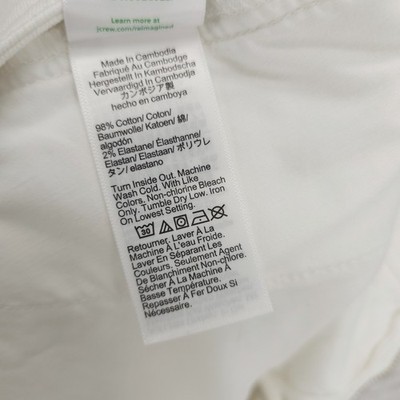 Learn more at
jcrew.com/reimagined
Made In Cambodia
Fabriqué Au Cambodge
Hergestellt In Kambodscha
Vervaardigd In Cambodja
カンボジア製
hecho en camboya
98% Cotton/ Coton/
Baumwolle/ Katoen/ 綿/
algodón
2% Elastane/ Élasthanne/
Elastan/ Elastaan/ ポリウレ
タン/ elastano
Turn Inside Out. Machine
Wash Cold. With Like
Colors. Non-chlorine Bleach
Only. Tumble Dry Low. Iron
On Lowest Setting.
30
Retourner. Laver À La
Machine À L'eau Froide.
Laver En Séparant Les
Couleurs. Seulement Agent
De Blanchiment Non-chlore.
Sécher À La Machine À
Basse Température.
Repasser À Fer Doux Si
Nécessaire.